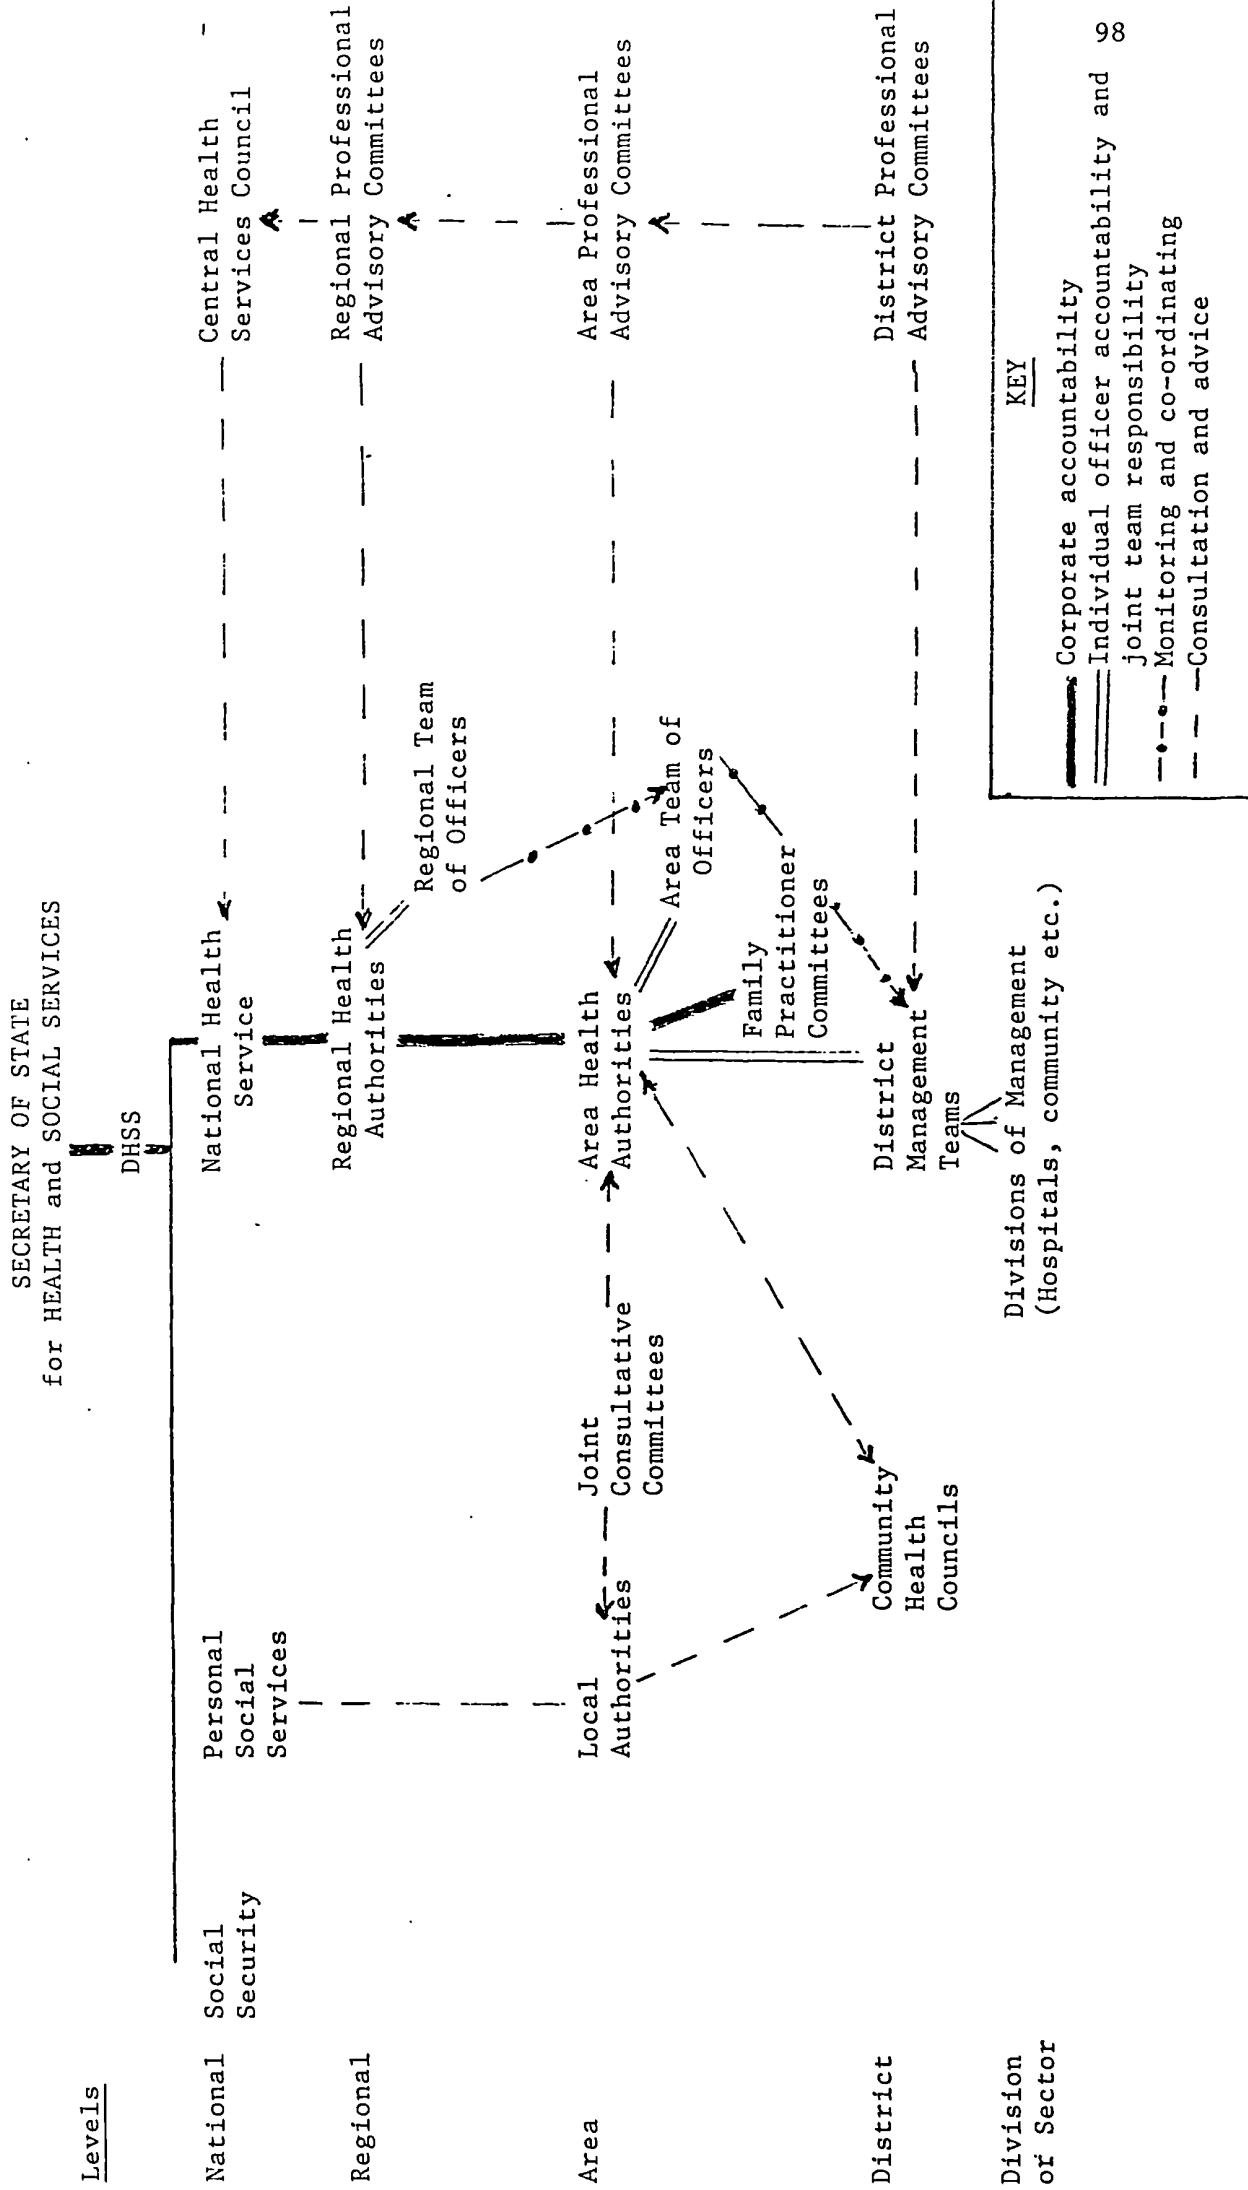 SECRETARY OF STATE
for HEALTH and SOCIAL SERVICES
Levels
DHSS
National
Social
Security
Personal
Social
Services
National Health
Service
Central Health
Services Council
Regional
Regional Health
Authorities
Regional Professional
Advisory Committees
Regional Team
of Officers
Area
Local
Authorities
Joint
Consultative
Committees
Area Health
Authorities
Area Professional
Advisory Committees
Area Team of
Officers
Family
Practitioner
Committees
District
Community
Health
Councils
District
Management
Teams
District Professional
Advisory Committees
Division
or Sector
Divisions of Management
(Hospitals, community etc.)
KEY
Corporate accountability
Individual officer accountability and
joint team responsibility
Monitoring and co-ordinating
Consultation and advice
98